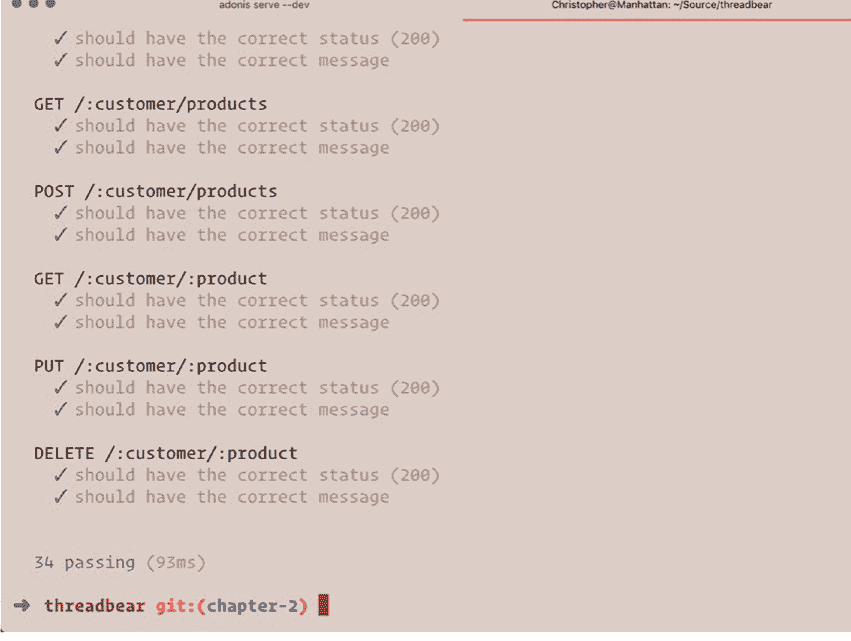 adonis serve --dev
Christopher@Manhattan: ~/Source/threadbear
✓ should have the correct status (200)
✓ should have the correct message
GET /:customer/products
✓ should have the correct status (200)
✓ should have the correct message
POST /:customer/products
✓ should have the correct status (200)
✓ should have the correct message
GET /:customer/:product
✓ should have the correct status (200)
✓ should have the correct message
PUT /:customer/:product
✓ should have the correct status (200)
✓ should have the correct message
DELETE /:customer/:product
✓ should have the correct status (200)
✓ should have the correct message
34 passing (93ms)
➜ threadbear git:(chapter-2)